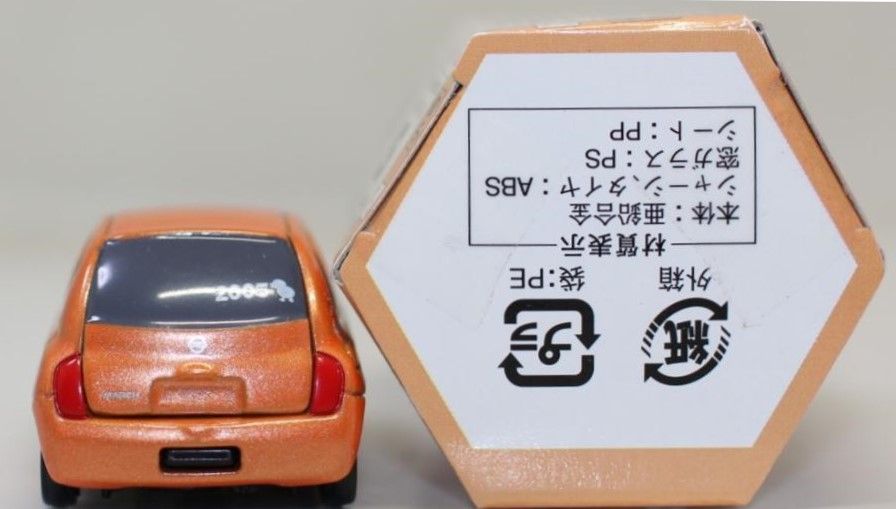 2005
材質表示
本体：亜鉛合金
シャーシ、タイヤ：ABS
窓ガラス：PS
シート：PP
外箱
袋:PE
紙
プラ